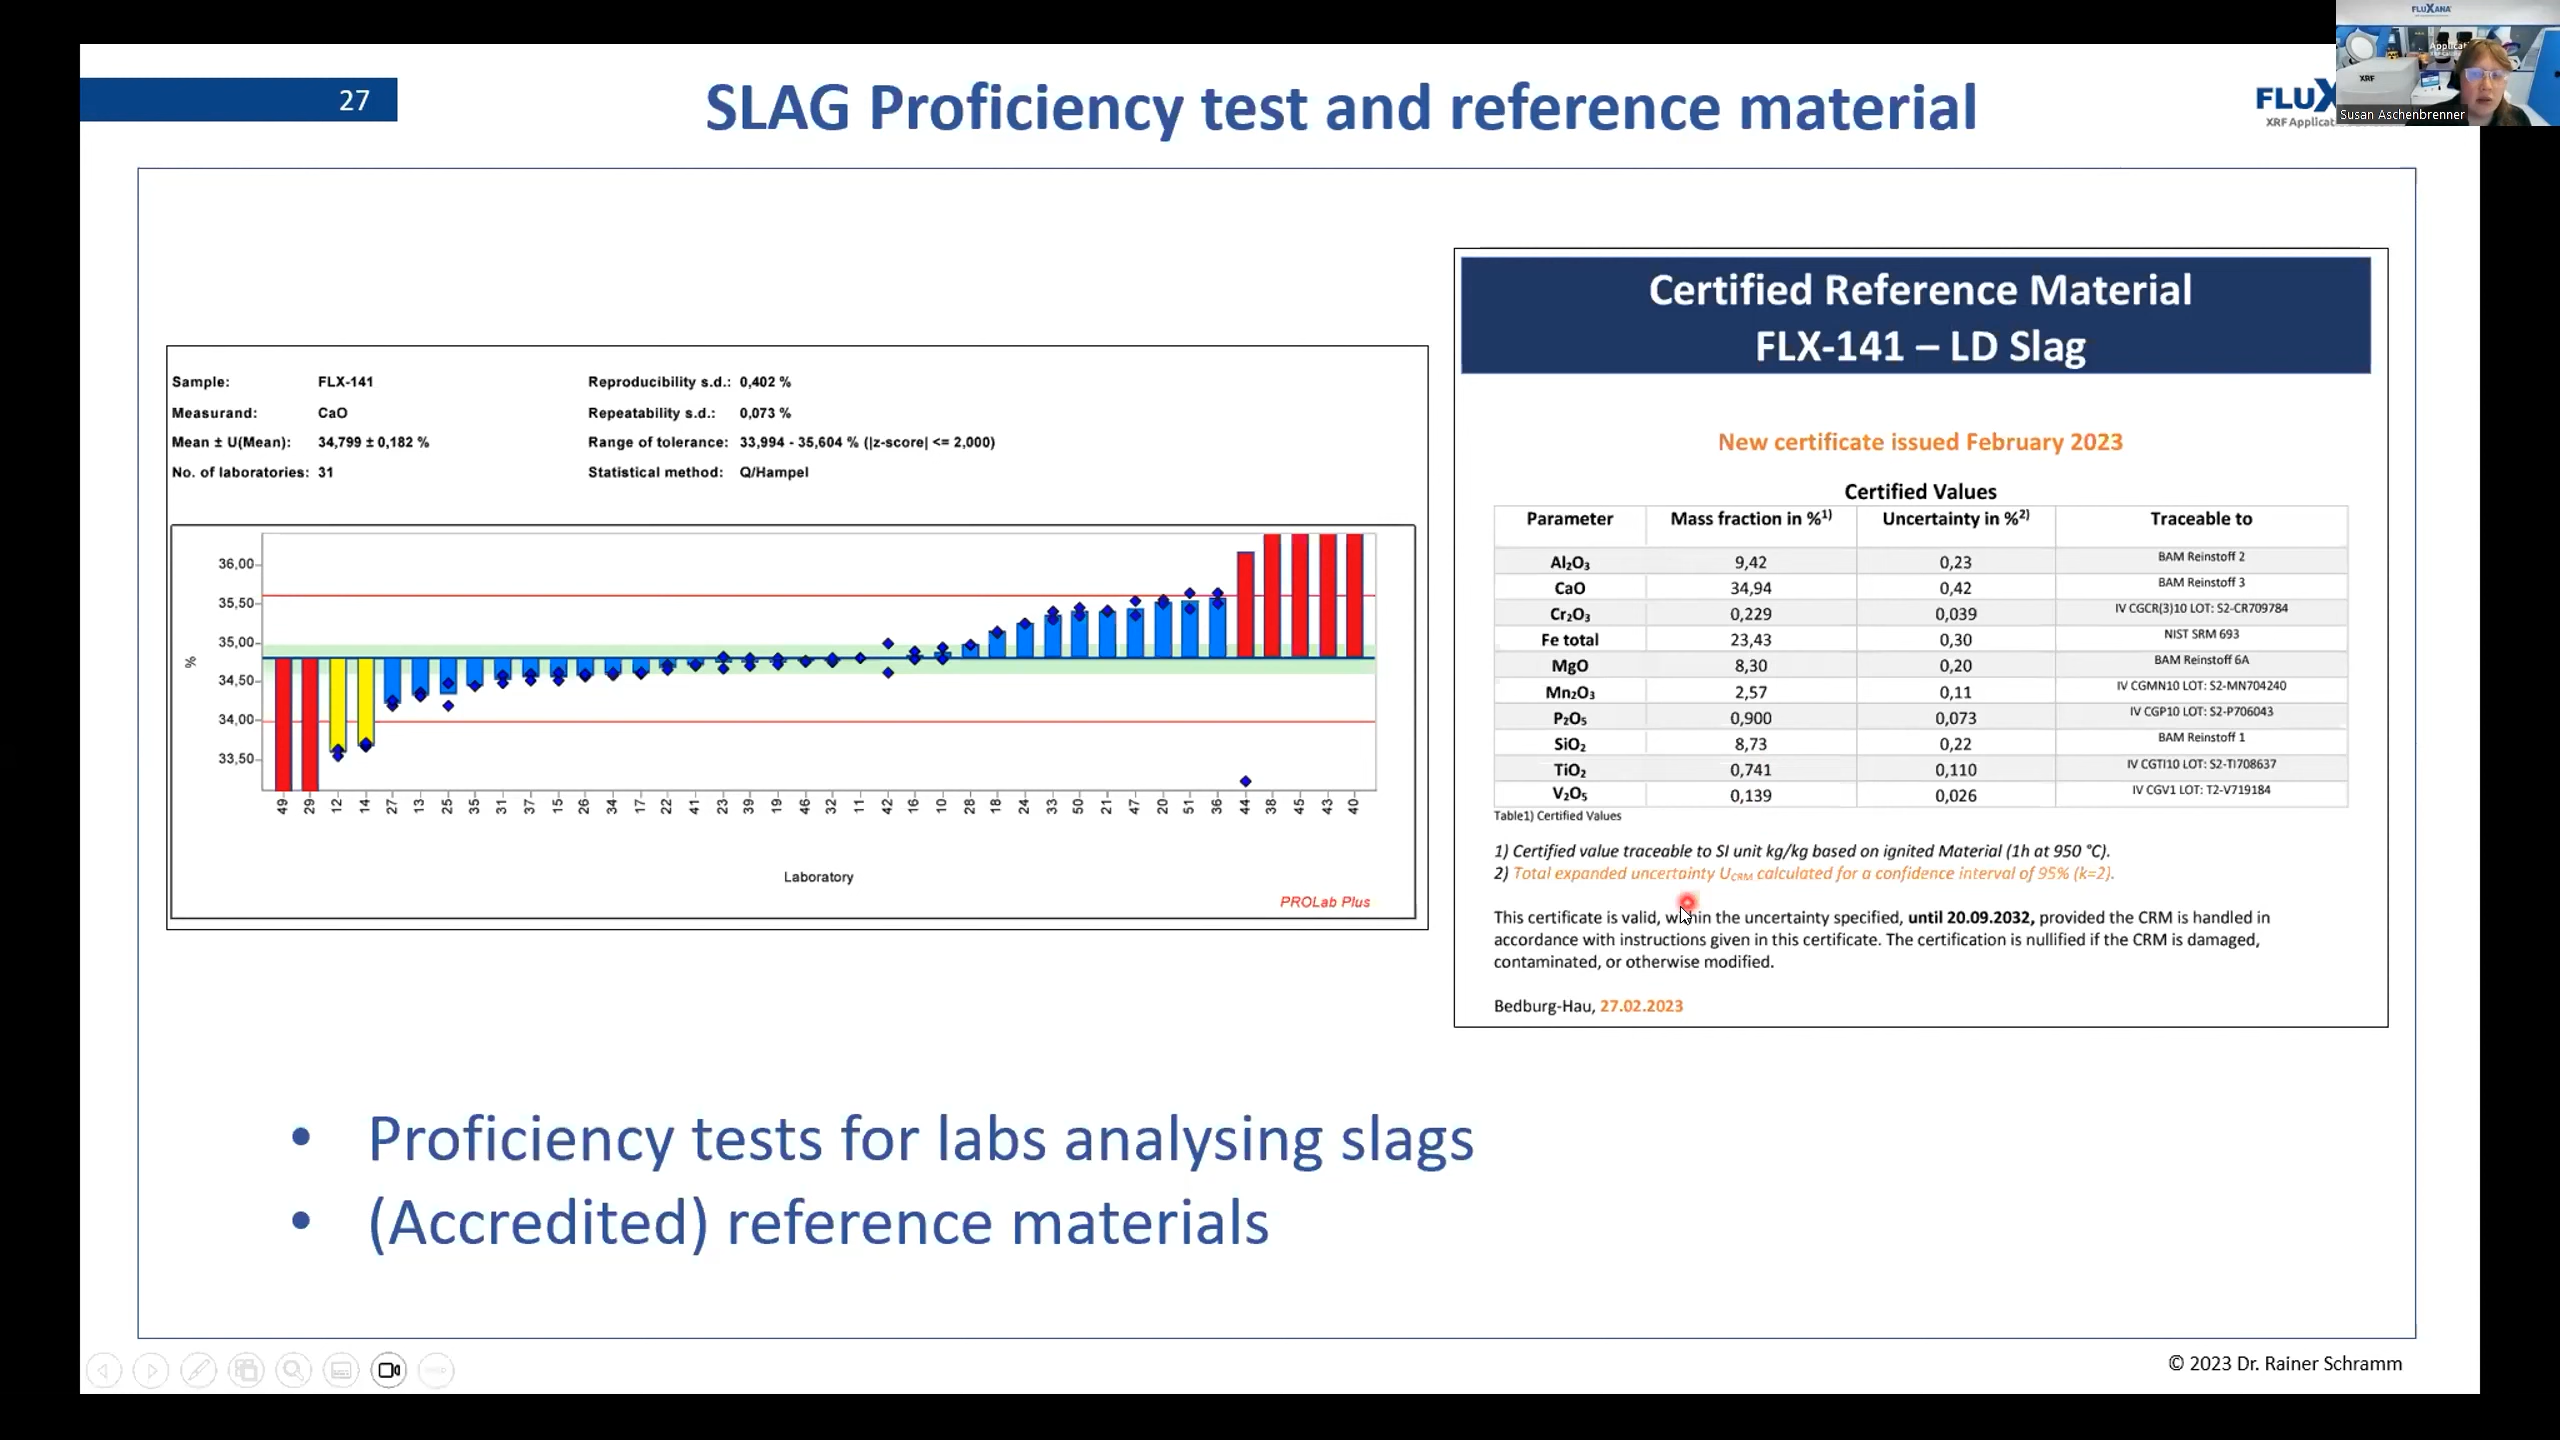 27
SLAG Proficiency test and reference material
FLUX
XRF Applicat
FLUXANA
Applicat
XRF
Susan Aschenbrenner
Sample: FLX-141 Reproducibility s.d.: 0,402 %
Measurand: CaO Repeatability s.d.: 0,073 %
Mean ± U(Mean): 34,799 ± 0,182 % Range of tolerance: 33,994 - 35,604 % (|z-score| <= 2,000)
No. of laboratories: 31 Statistical method: Q/Hampel
36,00
35,50
35,00
34,50
34,00
33,50
%
49 29 12 14 27 13 25 35 31 37 15 26 34 17 22 41 23 39 19 46 32 11 42 16 10 28 18 24 33 50 21 47 20 51 36 44 38 45 43 40
Laboratory
PROLab Plus
Certified Reference Material
FLX-141 – LD Slag
New certificate issued February 2023
Certified Values
Parameter Mass fraction in %1) Uncertainty in %2) Traceable to
Al₂O₃ 9,42 0,23 BAM Reinstoff 2
CaO 34,94 0,42 BAM Reinstoff 3
Cr₂O₃ 0,229 0,039 IV CGCR(3)10 LOT: S2-CR709784
Fe total 23,43 0,30 NIST SRM 693
MgO 8,30 0,20 BAM Reinstoff 6A
Mn₂O₃ 2,57 0,11 IV CGMN10 LOT: S2-MN704240
P₂O₅ 0,900 0,073 IV CGP10 LOT: S2-P706043
SiO₂ 8,73 0,22 BAM Reinstoff 1
TiO₂ 0,741 0,110 IV CGTI10 LOT: S2-TI708637
V₂O₅ 0,139 0,026 IV CGV1 LOT: T2-V719184
Table1) Certified Values
1) Certified value traceable to SI unit kg/kg based on ignited Material (1h at 950 °C).
2) Total expanded uncertainty UCRM calculated for a confidence interval of 95% (k=2).
This certificate is valid, within the uncertainty specified, until 20.09.2032, provided the CRM is handled in
accordance with instructions given in this certificate. The certification is nullified if the CRM is damaged,
contaminated, or otherwise modified.
Bedburg-Hau, 27.02.2023
• Proficiency tests for labs analysing slags
• (Accredited) reference materials
© 2023 Dr. Rainer Schramm